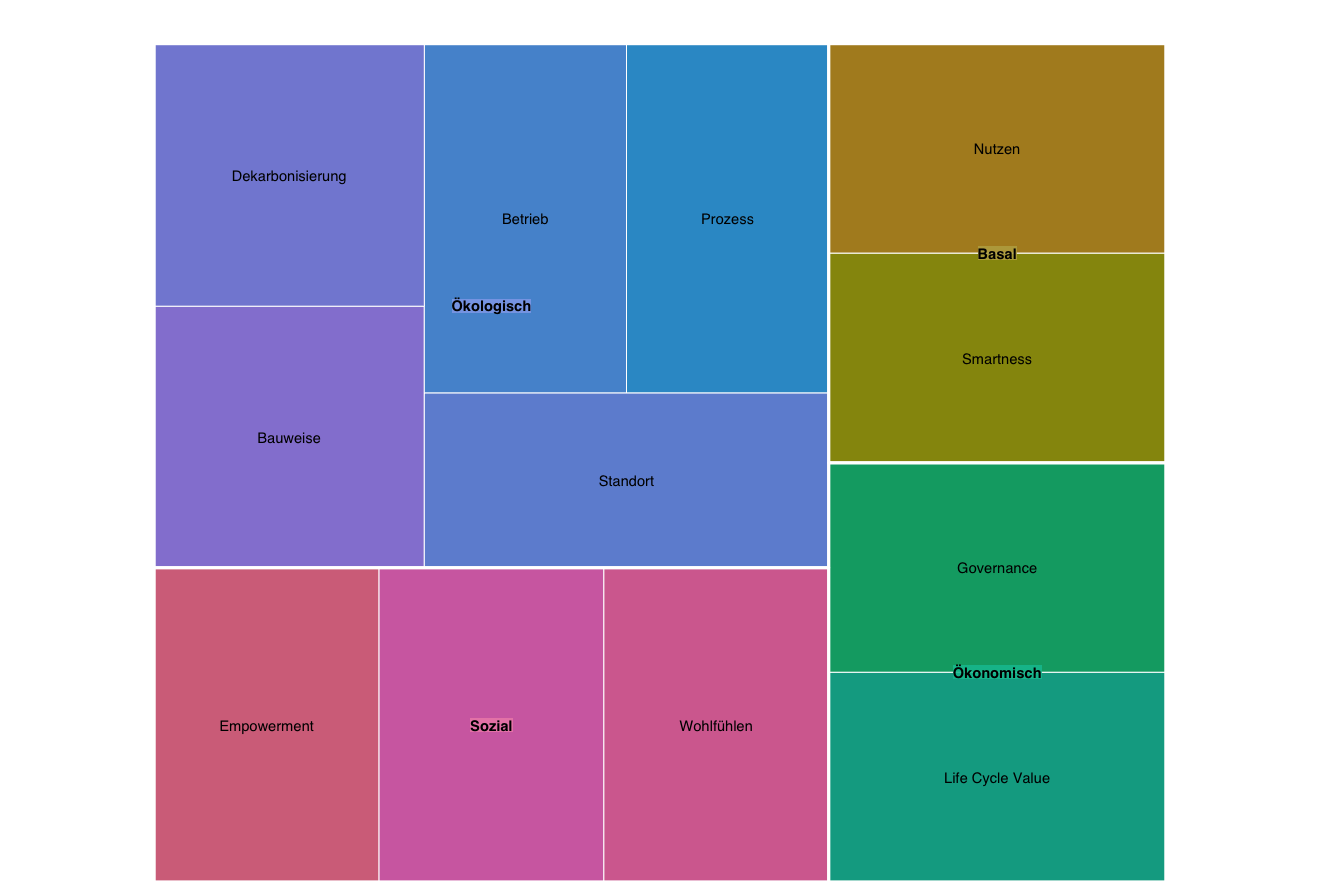 Dekarbonisierung
Betrieb
Prozess
Nutzen
Basal
Ökologisch
Smartness
Bauweise
Standort
Governance
Ökonomisch
Empowerment
Sozial
Wohlfühlen
Life Cycle Value